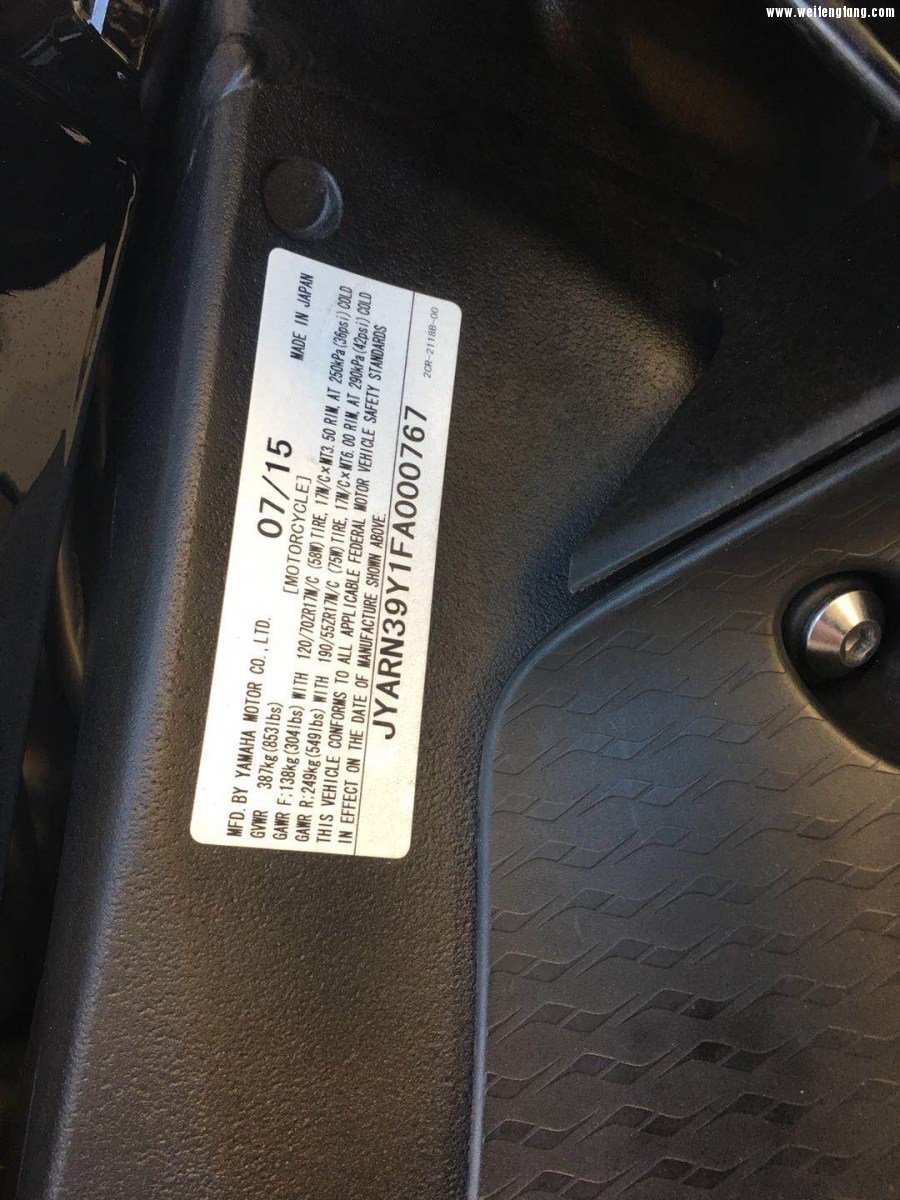 www.weifengtang.com
MFD. BY YAMAHA MOTOR CO., LTD. 07/15 MADE IN JAPAN
GVWR 387kg(853lbs) [MOTORCYCLE]
GAWR F:138kg(304lbs) WITH 120/70ZR17M/C (58W) TIRE, 17M/C×MT3.50 RIM, AT 250kPa(36psi) COLD
GAWR R:249kg(549lbs) WITH 190/55ZR17M/C (75W) TIRE, 17M/C×MT6.00 RIM, AT 290kPa(42psi) COLD
THIS VEHICLE CONFORMS TO ALL APPLICABLE FEDERAL MOTOR VEHICLE SAFETY STANDARDS
IN EFFECT ON THE DATE OF MANUFACTURE SHOWN ABOVE.
JYARN39Y1FA000767 2CR-2118B-00